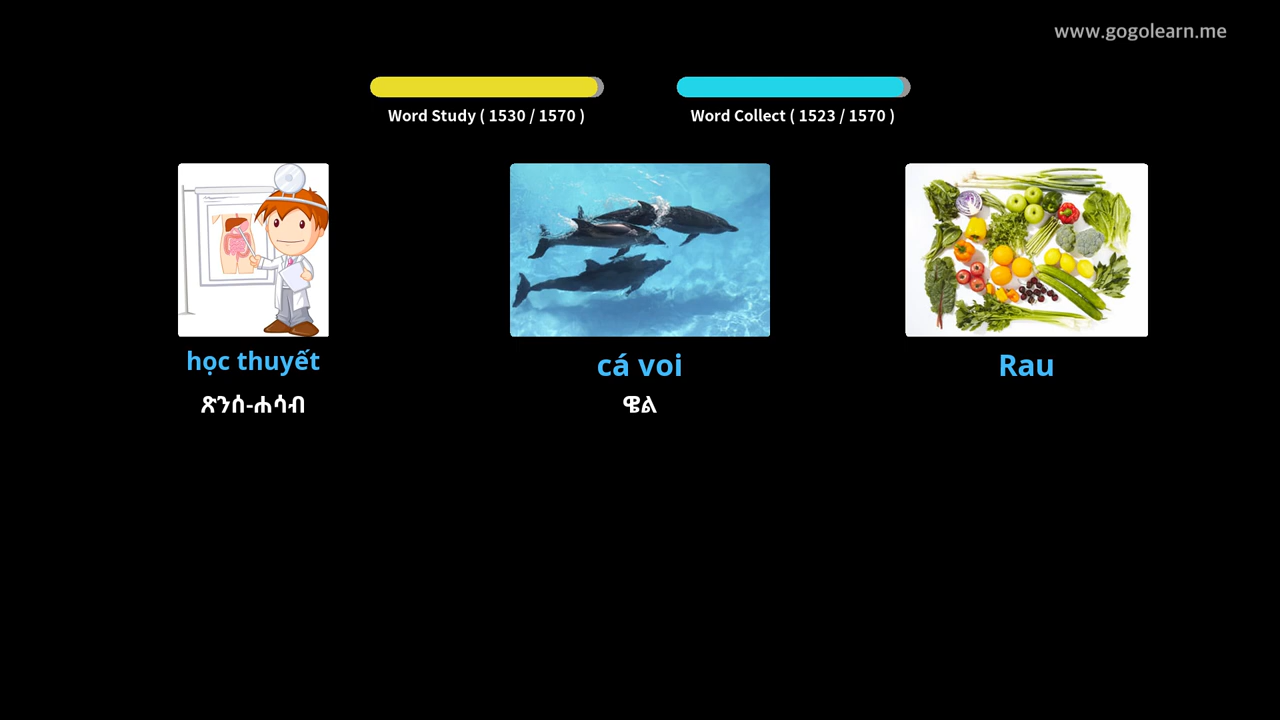 www.gogolearn.me
Word Study ( 1530 / 1570 )
Word Collect ( 1523 / 1570 )
học thuyết
ጽንሰ-ሐሳብ
cá voi
ዌል
Rau